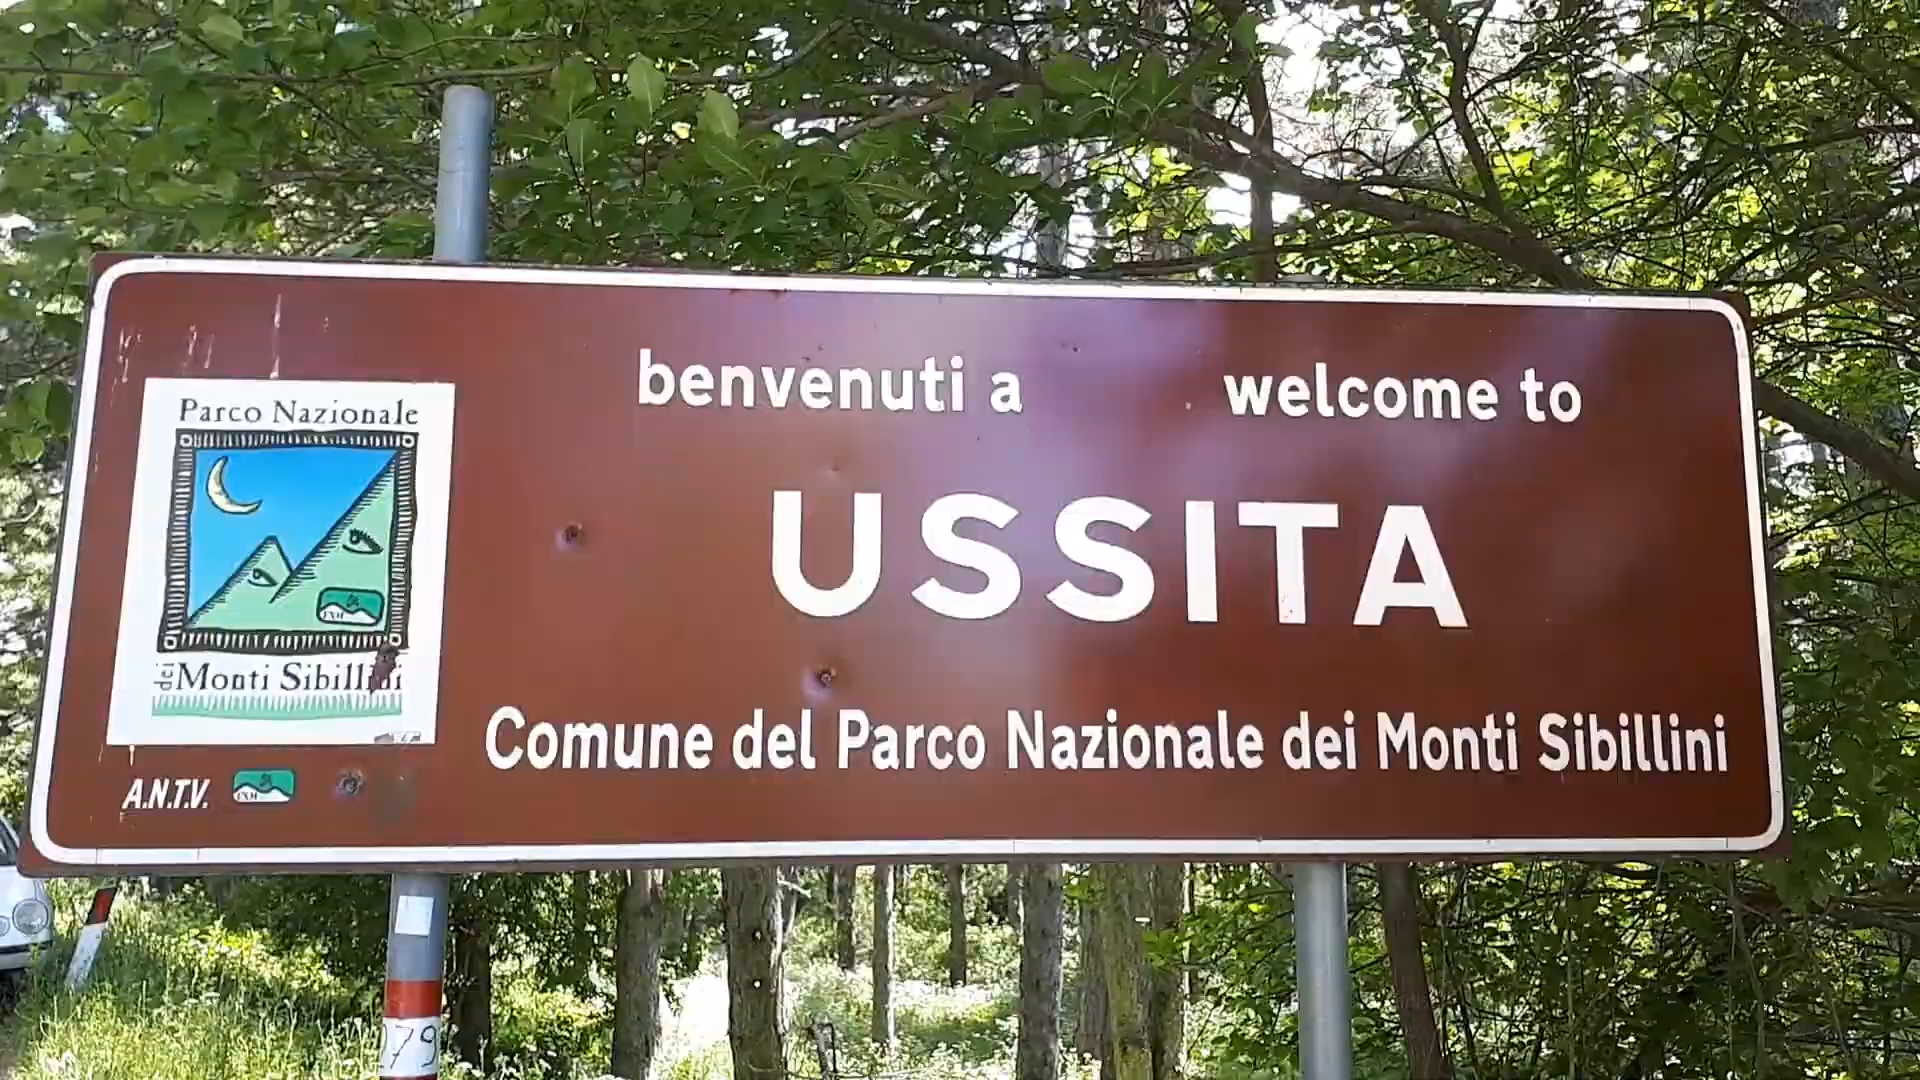 benvenuti a welcome to
USSITA
Comune del Parco Nazionale dei Monti Sibillini
Parco Nazionale
dei Monti Sibillini
A.N.T.V.